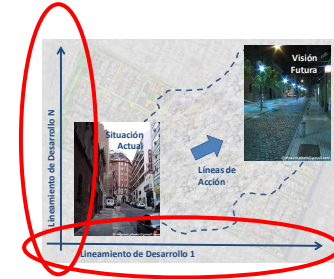 Visión
Futura
Lineamiento de Desarrollo N
Situación
Actual
Líneas de
Acción
Lineamiento de Desarrollo 1